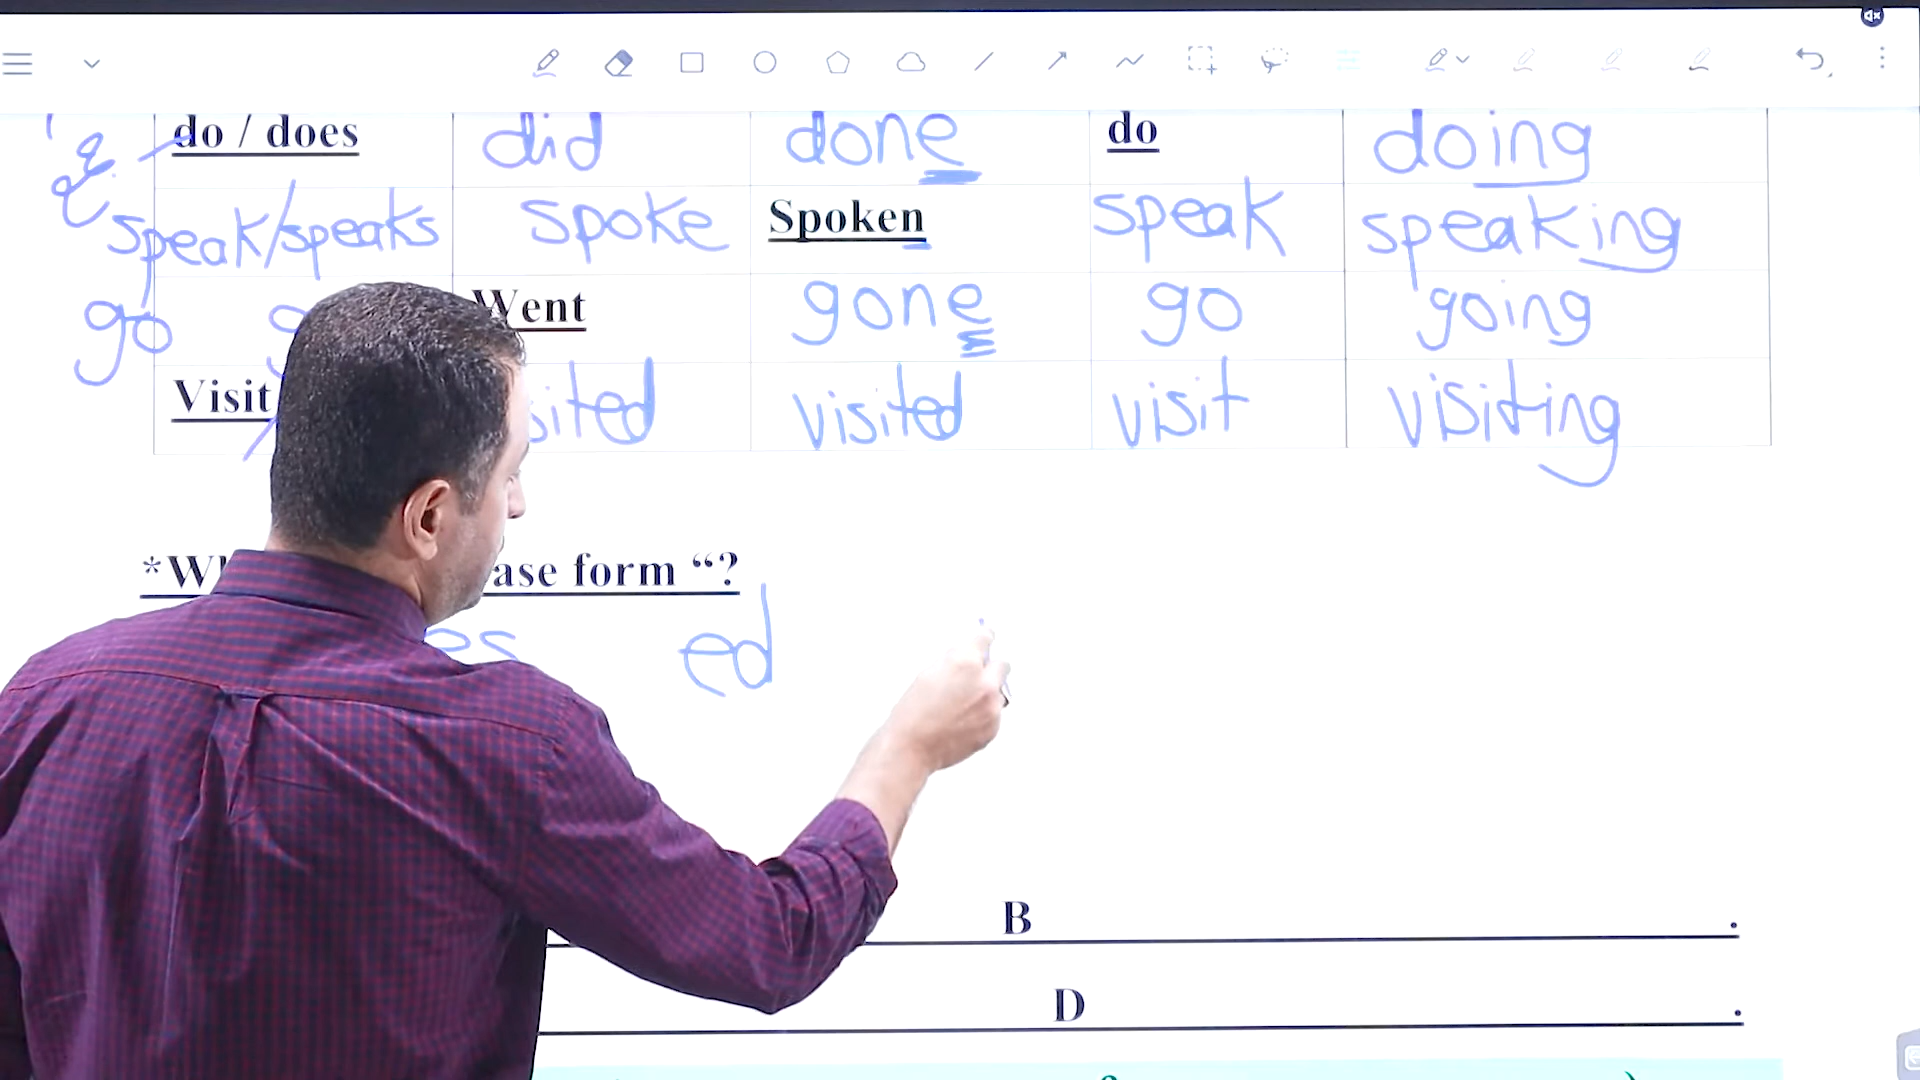 do / does did done do doing
speak/speaks spoke Spoken speak speaking
go Went gone go going
Visit visited visit visiting
ase form “?
es ed
B .
D .